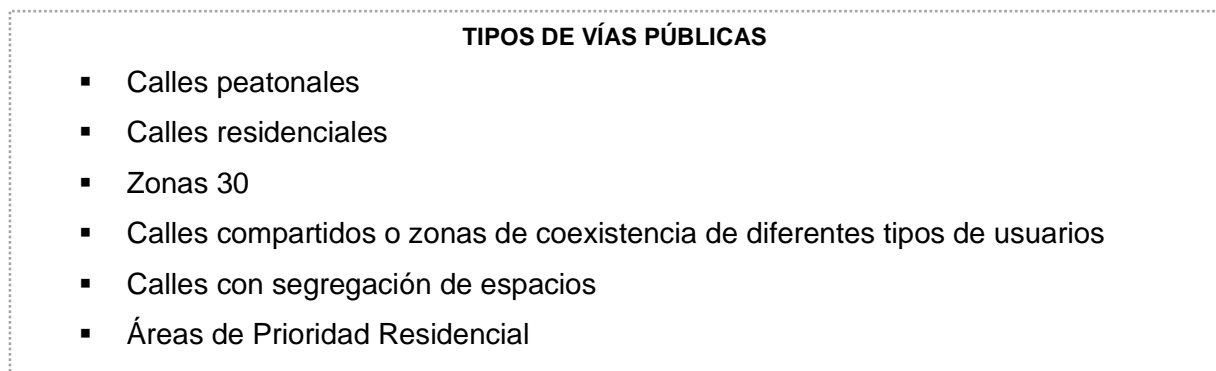 TIPOS DE VÍAS PÚBLICAS
▪ Calles peatonales
▪ Calles residenciales
▪ Zonas 30
▪ Calles compartidos o zonas de coexistencia de diferentes tipos de usuarios
▪ Calles con segregación de espacios
▪ Áreas de Prioridad Residencial